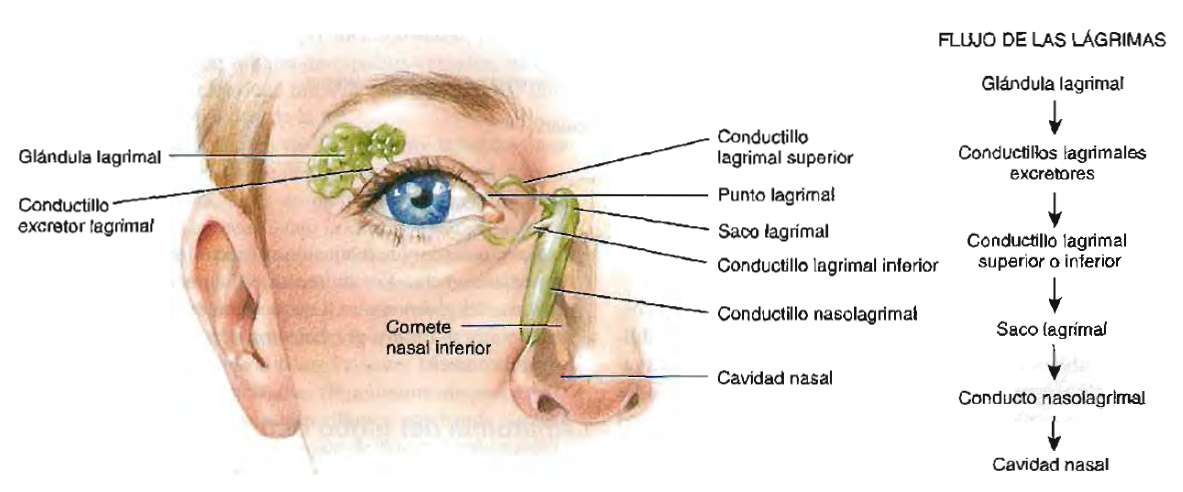 Glándula lagrimal
Conductillo
excretor lagrimal
Cornete
nasal inferior
Conductillo
lagrimal superior
Punto lagrimal
Saco lagrimal
Conductillo lagrimal inferior
Conductillo nasolagrimal
Cavidad nasal
FLUJO DE LAS LÁGRIMAS
Glándula lagrimal
Conductillos lagrimales
excretores
Conductillo lagrimal
superior o inferior
Saco lagrimal
Conducto nasolagrimal
Cavidad nasal